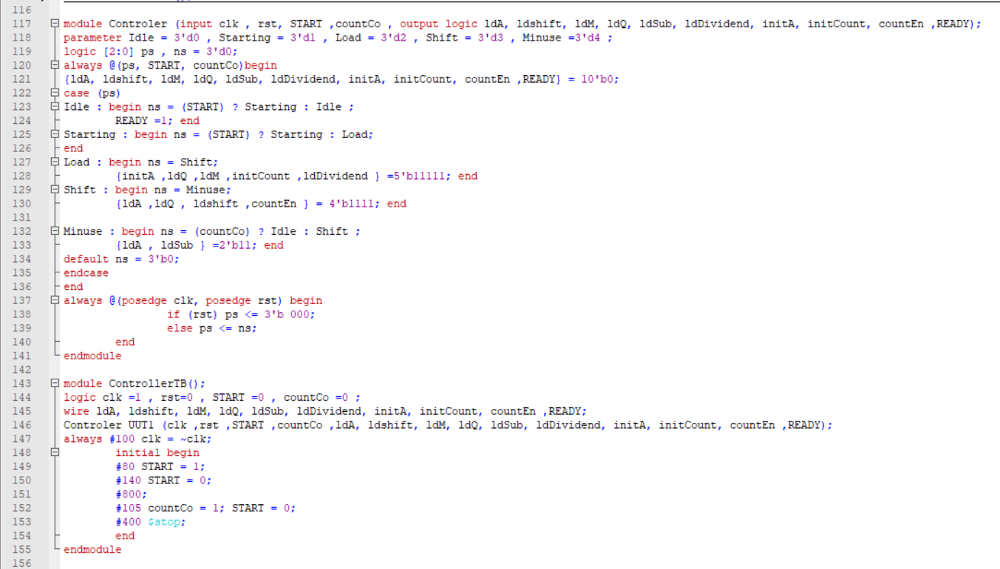 116
117 module Controler (input clk , rst, START ,countCo , output logic ldA, ldshift, ldM, ldQ, ldSub, ldDividend, initA, initCount, countEn ,READY);
118 parameter Idle = 3'd0 , Starting = 3'd1 , Load = 3'd2 , Shift = 3'd3 , Minuse =3'd4 ;
119 logic [2:0] ps , ns = 3'd0;
120 always @(ps, START, countCo)begin
121 {ldA, ldshift, ldM, ldQ, ldSub, ldDividend, initA, initCount, countEn ,READY} = 10'b0;
122 case (ps)
123 Idle : begin ns = (START) ? Starting : Idle ;
124 READY =1; end
125 Starting : begin ns = (START) ? Starting : Load;
126 end
127 Load : begin ns = Shift;
128 {initA ,ldQ ,ldM ,initCount ,ldDividend } =5'b11111; end
129 Shift : begin ns = Minuse;
130 {ldA ,ldQ , ldshift ,countEn } = 4'b1111; end
131
132 Minuse : begin ns = (countCo) ? Idle : Shift ;
133 {ldA , ldSub } =2'b11; end
134 default ns = 3'b0;
135 endcase
136 end
137 always @(posedge clk, posedge rst) begin
138 if (rst) ps <= 3'b 000;
139 else ps <= ns;
140 end
141 endmodule
142
143 module ControllerTB();
144 logic clk =1 , rst=0 , START =0 , countCo =0 ;
145 wire ldA, ldshift, ldM, ldQ, ldSub, ldDividend, initA, initCount, countEn ,READY;
146 Controler UUT1 (clk ,rst ,START ,countCo ,ldA, ldshift, ldM, ldQ, ldSub, ldDividend, initA, initCount, countEn ,READY);
147 always #100 clk = ~clk;
148 initial begin
149 #80 START = 1;
150 #140 START = 0;
151 #800;
152 #105 countCo = 1; START = 0;
153 #400 $stop;
154 end
155 endmodule
156